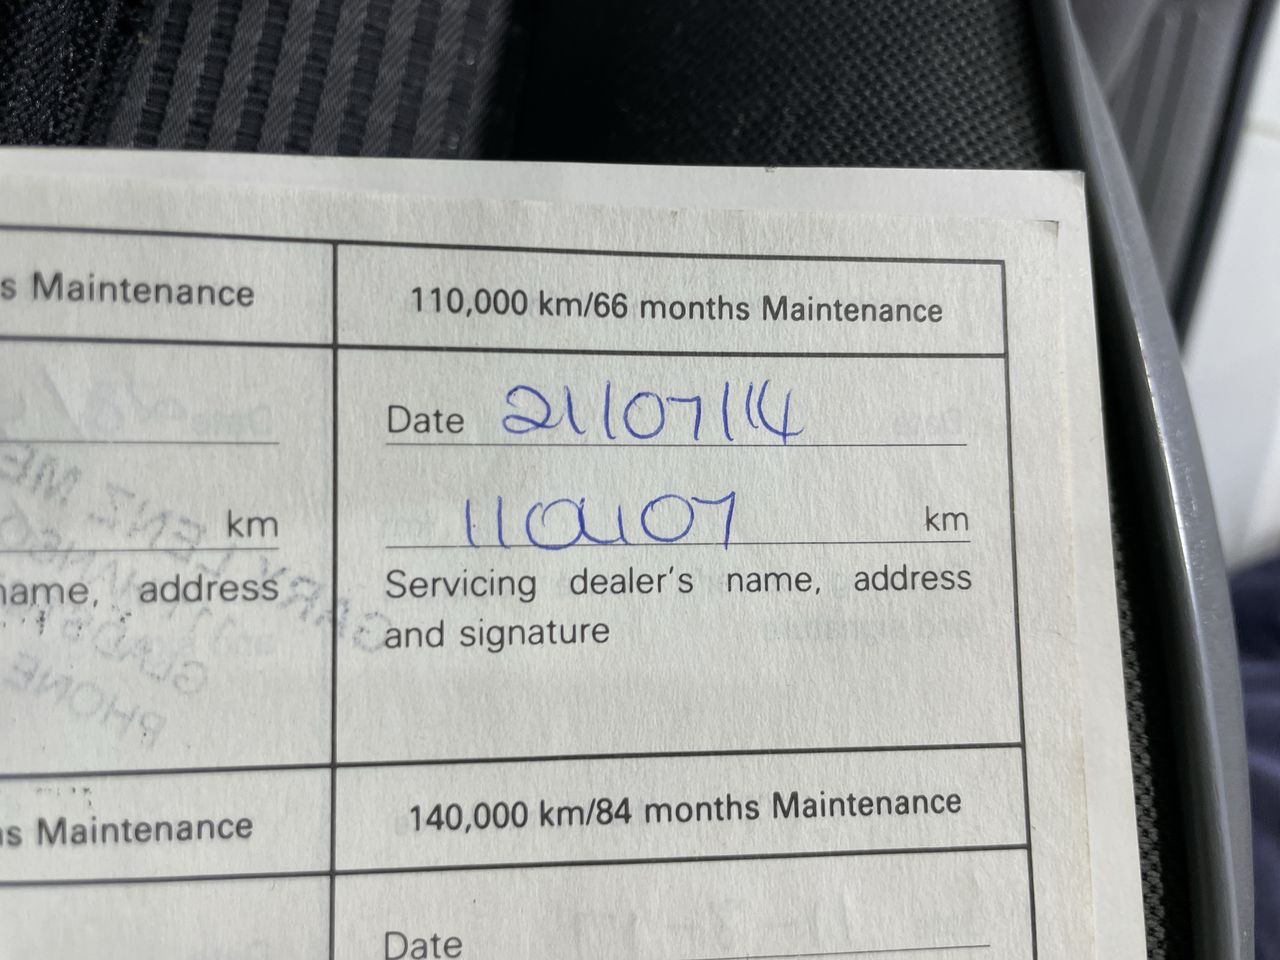 s Maintenance
110,000 km/66 months Maintenance
Date 21/07/14
km
110407 km
name, address
Servicing dealer's name, address
and signature
s Maintenance
140,000 km/84 months Maintenance
Date